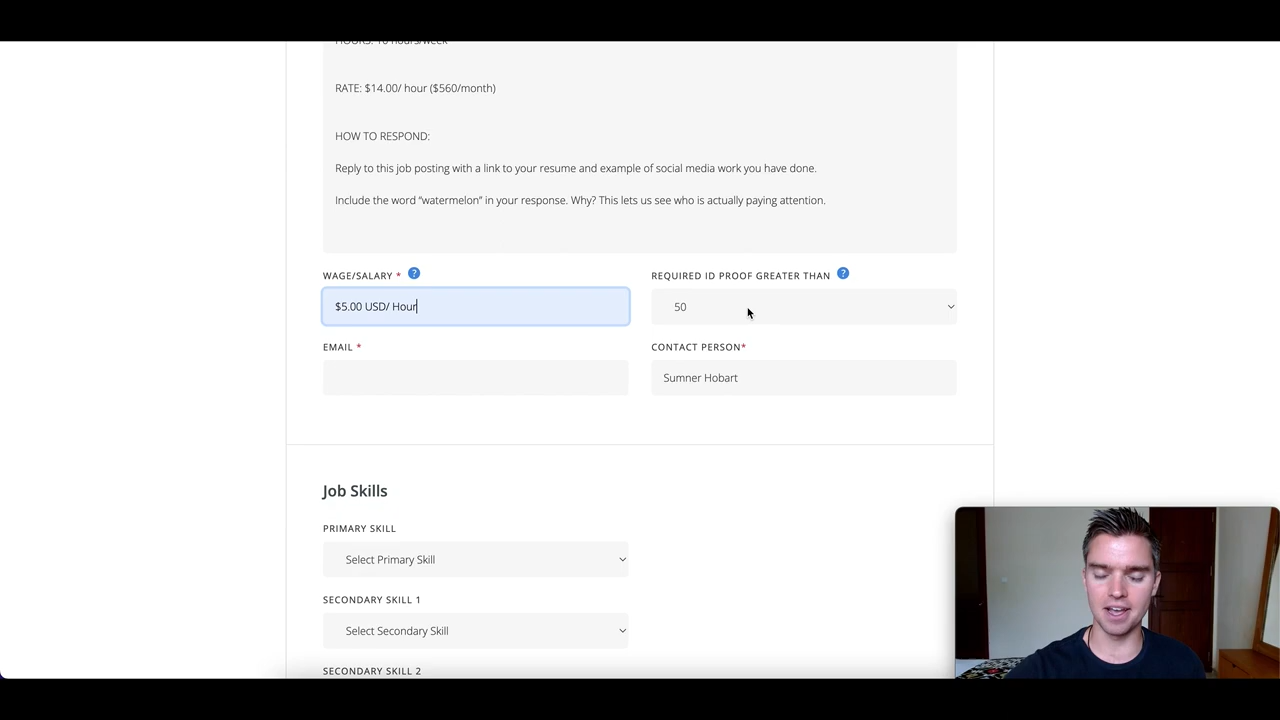 HOURS: 10 hours/week
RATE: $14.00/ hour ($560/month)
HOW TO RESPOND:
Reply to this job posting with a link to your resume and example of social media work you have done.
Include the word “watermelon” in your response. Why? This lets us see who is actually paying attention.
WAGE/SALARY * ?
REQUIRED ID PROOF GREATER THAN ?
$5.00 USD/ Hour
50
EMAIL *
CONTACT PERSON*
Sumner Hobart
Job Skills
PRIMARY SKILL
Select Primary Skill
SECONDARY SKILL 1
Select Secondary Skill
SECONDARY SKILL 2